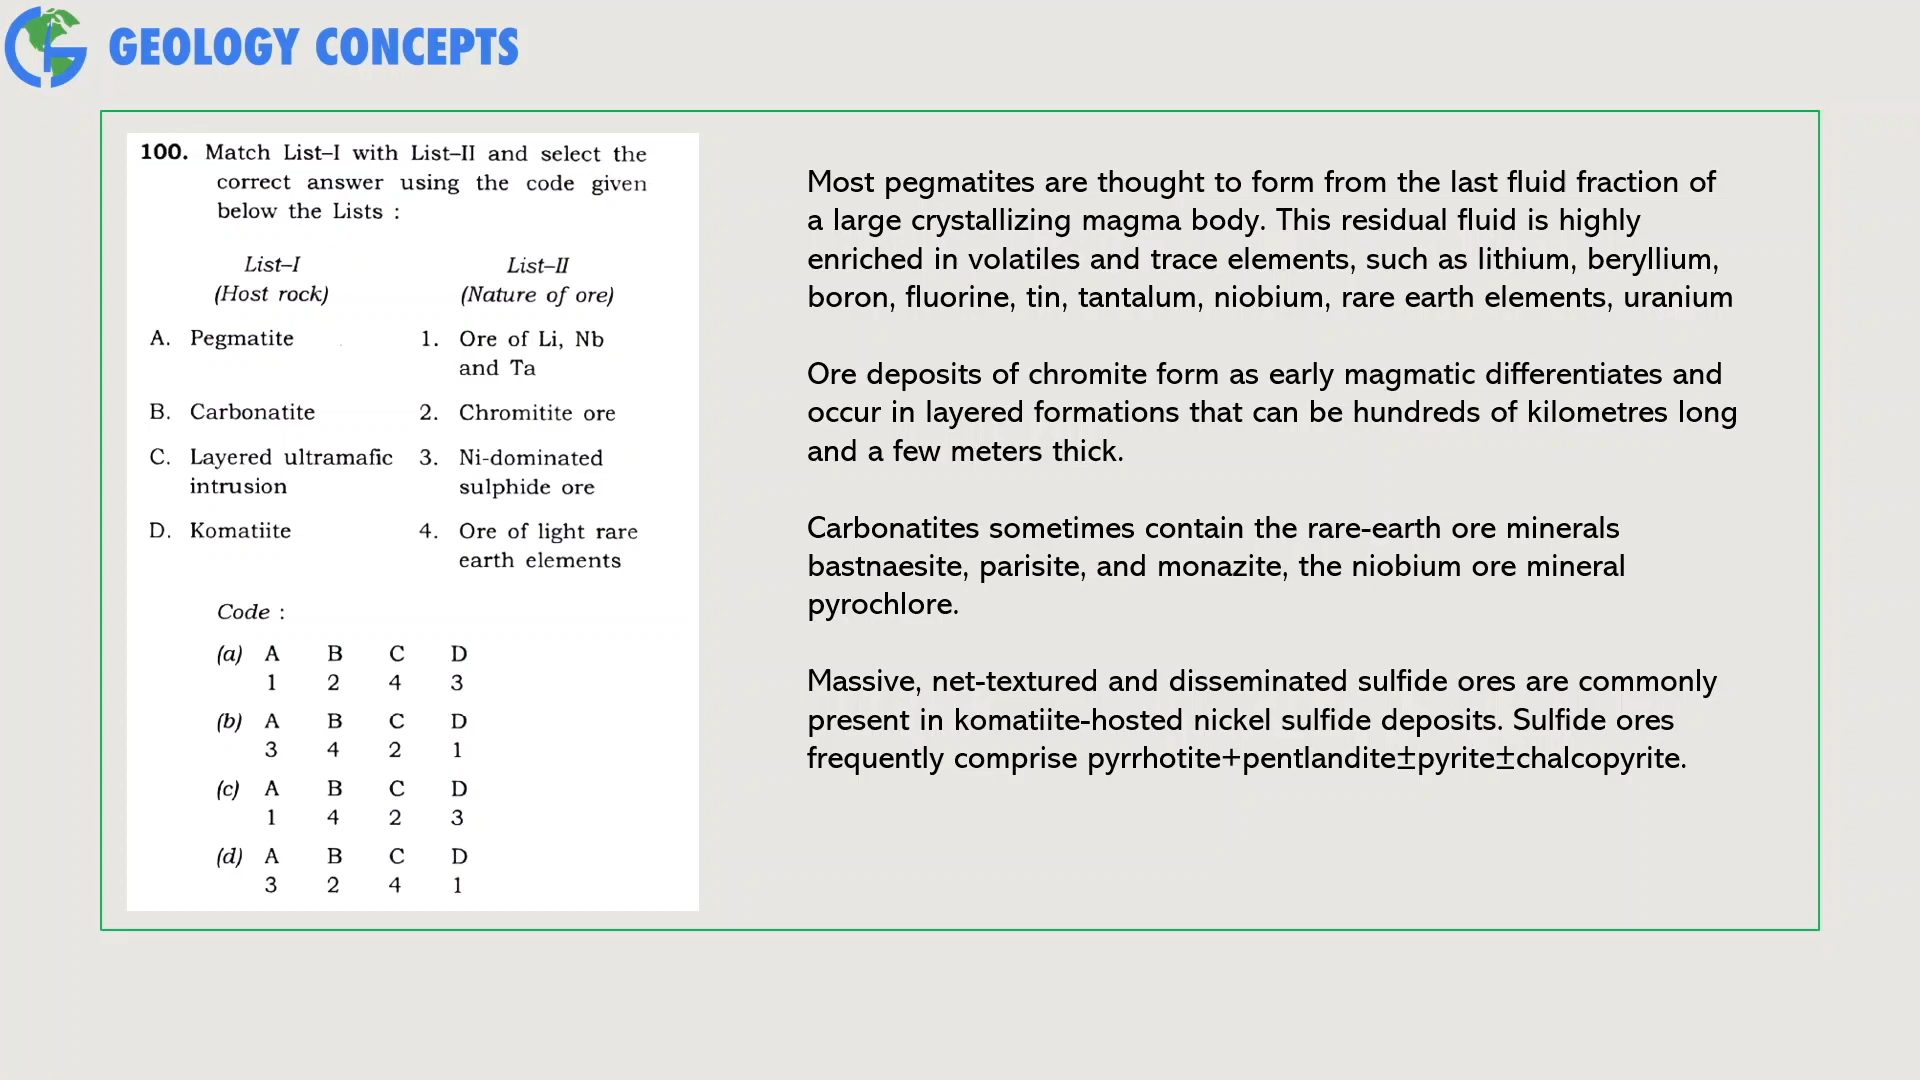 GEOLOGY CONCEPTS
100. Match List–I with List–II and select the
correct answer using the code given
below the Lists :
List–I List–II
(Host rock) (Nature of ore)
A. Pegmatite 1. Ore of Li, Nb
and Ta
B. Carbonatite 2. Chromitite ore
C. Layered ultramafic 3. Ni-dominated
intrusion sulphide ore
D. Komatiite 4. Ore of light rare
earth elements
Code :
(a) A B C D
1 2 4 3
(b) A B C D
3 4 2 1
(c) A B C D
1 4 2 3
(d) A B C D
3 2 4 1
Most pegmatites are thought to form from the last fluid fraction of
a large crystallizing magma body. This residual fluid is highly
enriched in volatiles and trace elements, such as lithium, beryllium,
boron, fluorine, tin, tantalum, niobium, rare earth elements, uranium
Ore deposits of chromite form as early magmatic differentiates and
occur in layered formations that can be hundreds of kilometres long
and a few meters thick.
Carbonatites sometimes contain the rare-earth ore minerals
bastnaesite, parisite, and monazite, the niobium ore mineral
pyrochlore.
Massive, net-textured and disseminated sulfide ores are commonly
present in komatiite-hosted nickel sulfide deposits. Sulfide ores
frequently comprise pyrrhotite+pentlandite±pyrite±chalcopyrite.